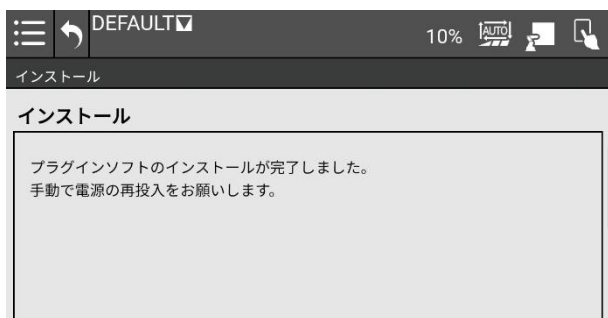 DEFAULT
10%
AUTO
インストール
インストール
プラグインソフトのインストールが完了しました。
手動で電源の再投入をお願いします。